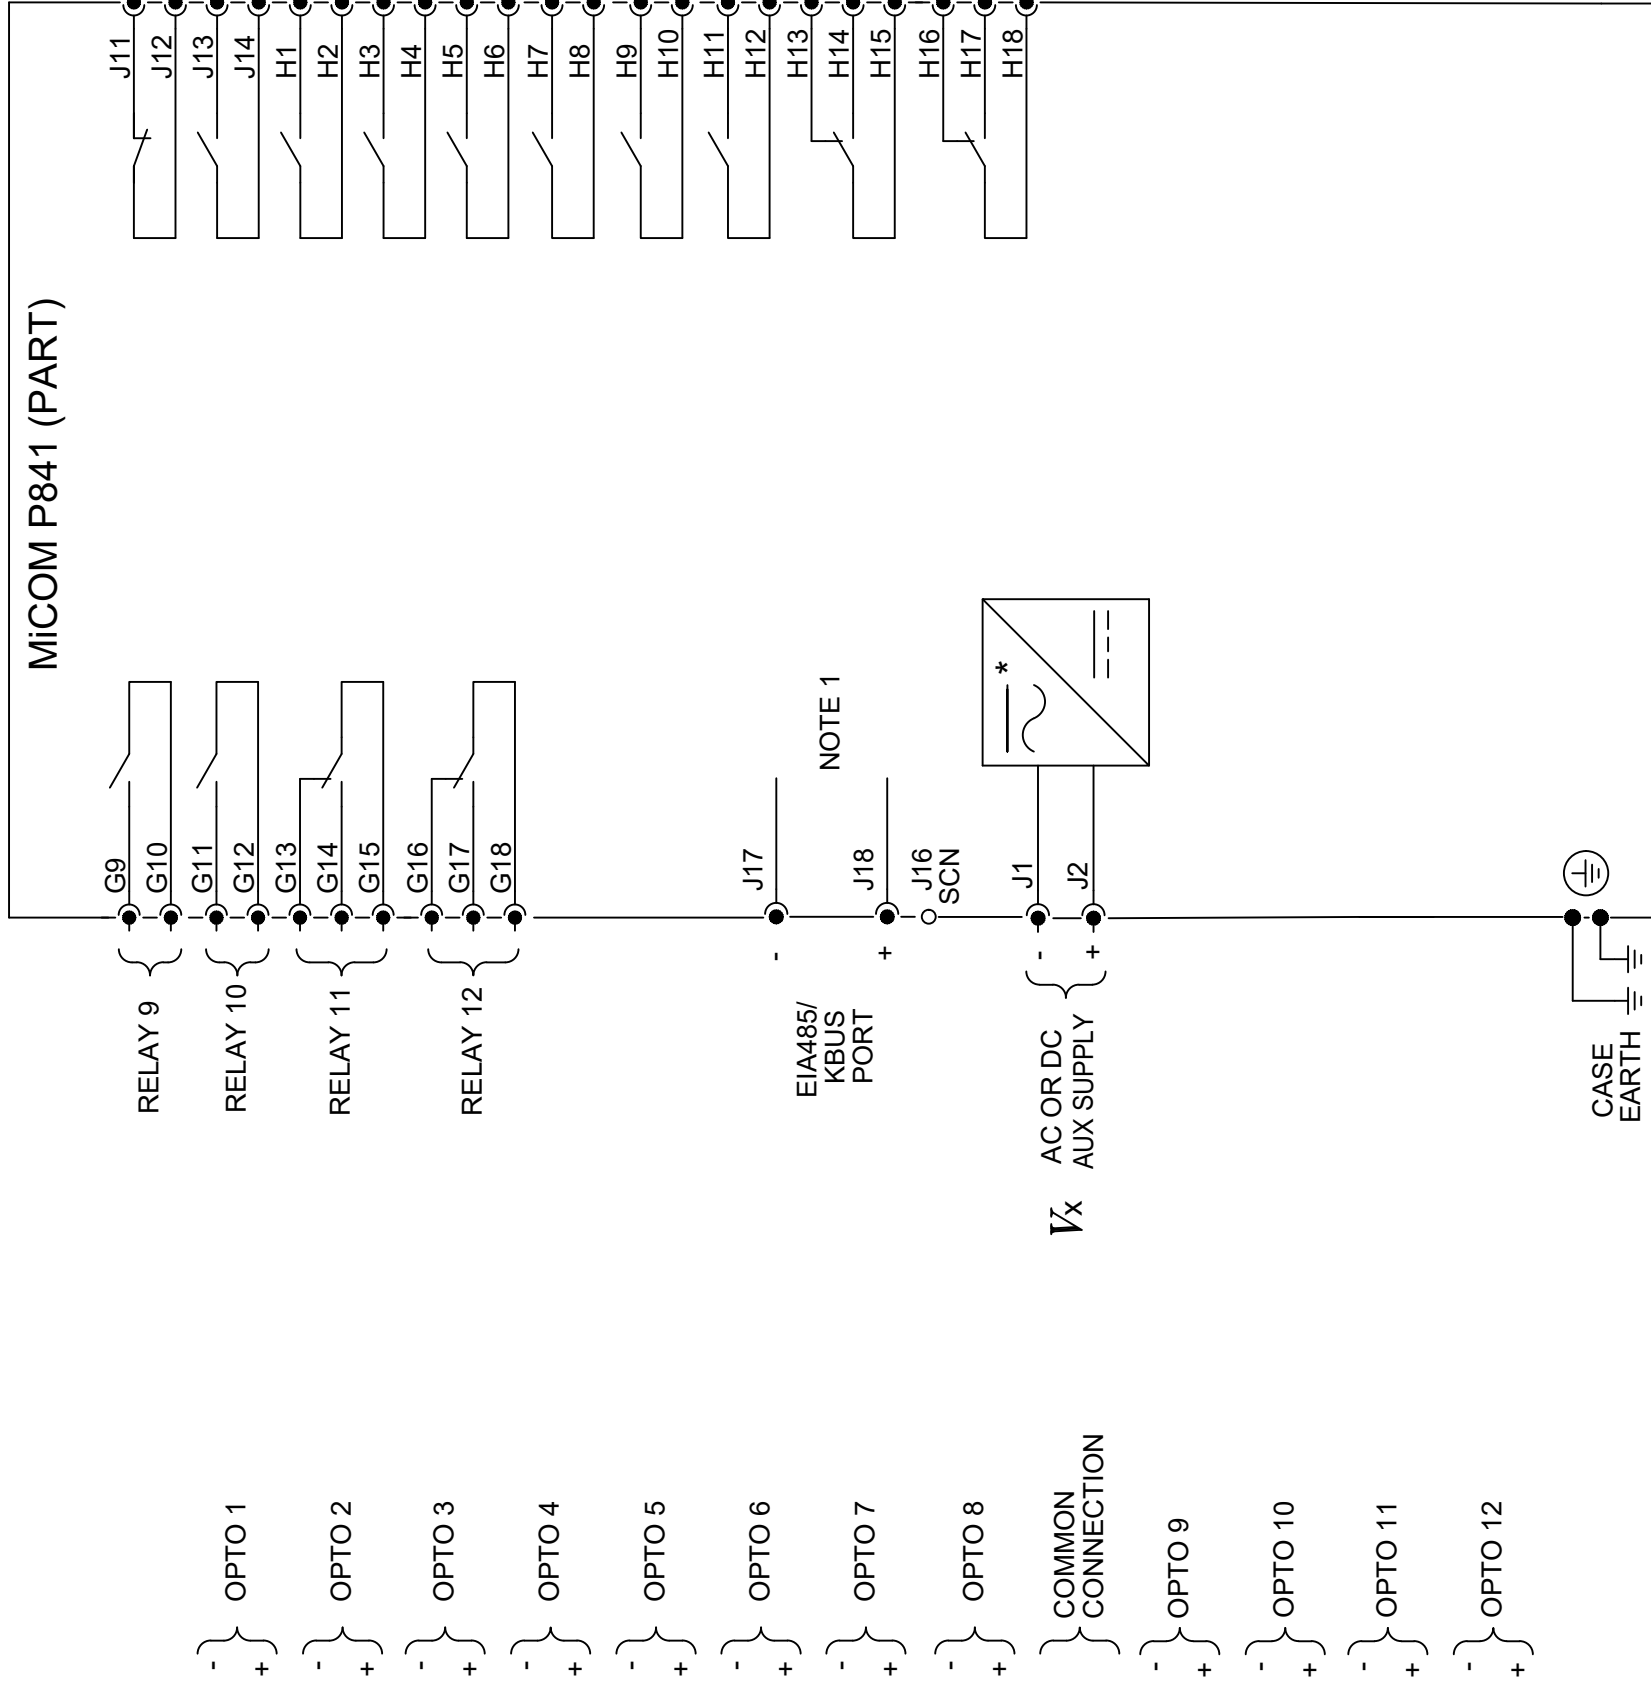 MiCOM P841 (PART)
J11
J12
J13
J14
H1
H2
H3
H4
H5
H6
H7
H8
H9
H10
H11
H12
H13
H14
H15
H16
H17
H18
G9
G10
G11
G12
G13
G14
G15
G16
G17
G18
RELAY 9
RELAY 10
RELAY 11
RELAY 12
J17
J18
J16
SCN
NOTE 1
-
+
EIA485/
KBUS
PORT
J1
J2
*
-
+
AC OR DC
AUX SUPPLY
Vx
CASE
EARTH
-
+
OPTO 1
-
+
OPTO 2
-
+
OPTO 3
-
+
OPTO 4
-
+
OPTO 5
-
+
OPTO 6
-
+
OPTO 7
-
+
OPTO 8
COMMON
CONNECTION
-
+
OPTO 9
-
+
OPTO 10
-
+
OPTO 11
-
+
OPTO 12